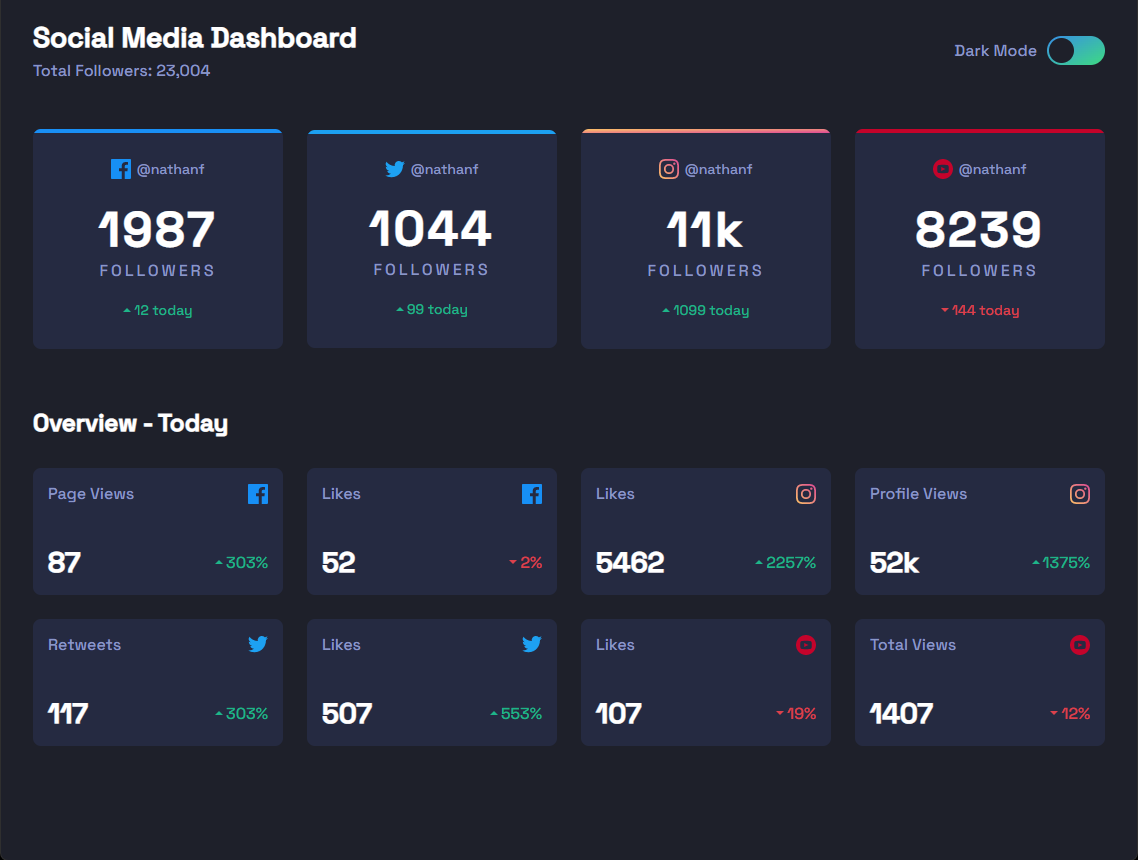 Social Media Dashboard
Total Followers: 23,004
Dark Mode
@nathanf
1987
FOLLOWERS
12 today
@nathanf
1044
FOLLOWERS
99 today
@nathanf
11k
FOLLOWERS
1099 today
@nathanf
8239
FOLLOWERS
144 today
Overview - Today
Page Views
87
303%
Likes
52
2%
Likes
5462
2257%
Profile Views
52k
1375%
Retweets
117
303%
Likes
507
553%
Likes
107
19%
Total Views
1407
12%